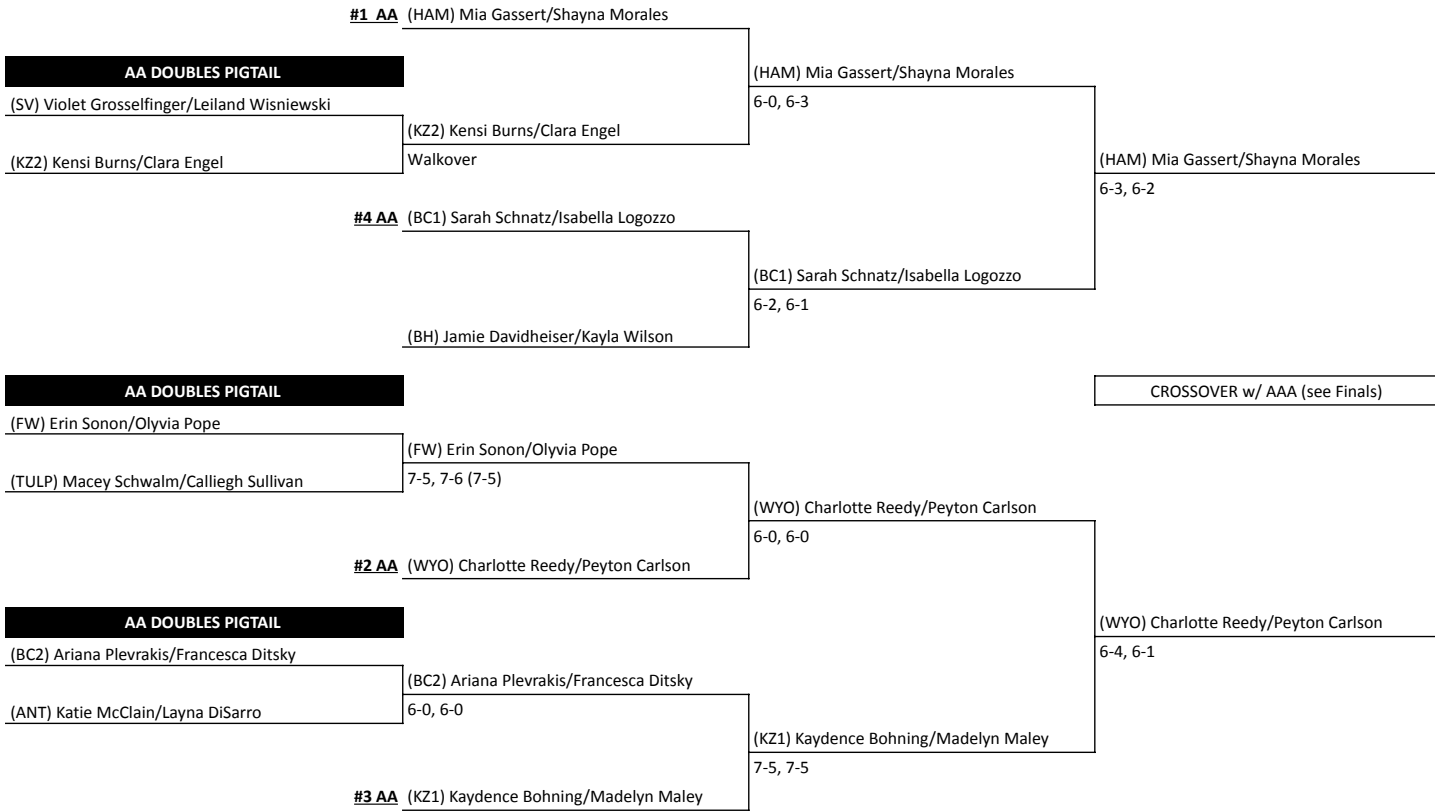 #1 AA (HAM) Mia Gassert/Shayna Morales
AA DOUBLES PIGTAIL
(HAM) Mia Gassert/Shayna Morales
(SV) Violet Grosselfinger/Leiland Wisniewski
6-0, 6-3
(KZ2) Kensi Burns/Clara Engel
(KZ2) Kensi Burns/Clara Engel
Walkover
(HAM) Mia Gassert/Shayna Morales
6-3, 6-2
#4 AA (BC1) Sarah Schnatz/Isabella Logozzo
(BC1) Sarah Schnatz/Isabella Logozzo
6-2, 6-1
(BH) Jamie Davidheiser/Kayla Wilson
AA DOUBLES PIGTAIL
CROSSOVER w/ AAA (see Finals)
(FW) Erin Sonon/Olyvia Pope
(FW) Erin Sonon/Olyvia Pope
(TULP) Macey Schwalm/Calliegh Sullivan
7-5, 7-6 (7-5)
(WYO) Charlotte Reedy/Peyton Carlson
6-0, 6-0
#2 AA (WYO) Charlotte Reedy/Peyton Carlson
AA DOUBLES PIGTAIL
(WYO) Charlotte Reedy/Peyton Carlson
(BC2) Ariana Plevrakis/Francesca Ditsky
6-4, 6-1
(BC2) Ariana Plevrakis/Francesca Ditsky
(ANT) Katie McClain/Layna DiSarro
6-0, 6-0
(KZ1) Kaydence Bohning/Madelyn Maley
7-5, 7-5
#3 AA (KZ1) Kaydence Bohning/Madelyn Maley